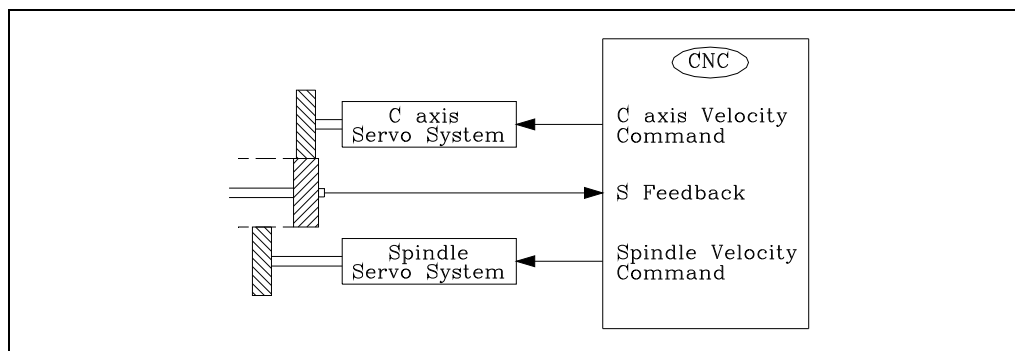 CNC
C axis
Servo System
C axis Velocity
Command
S Feedback
Spindle
Servo System
Spindle Velocity
Command